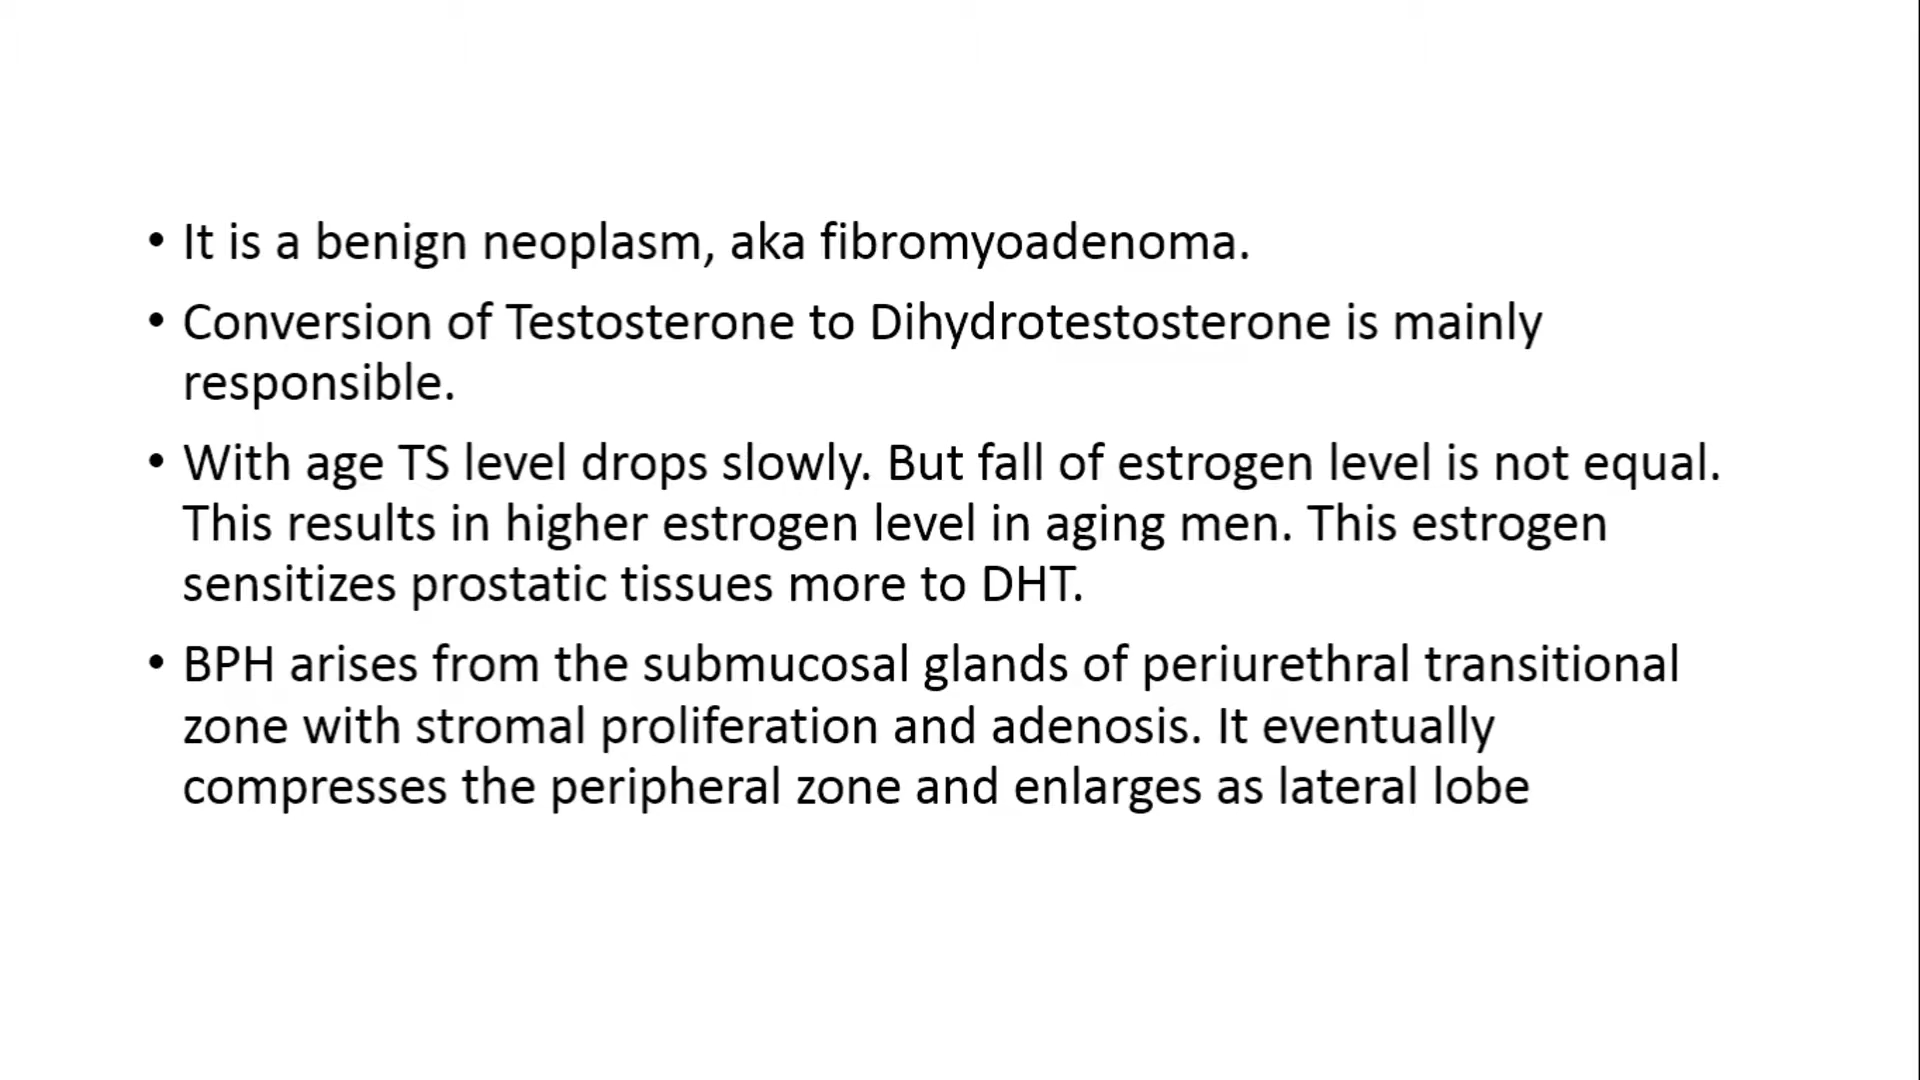 • It is a benign neoplasm, aka fibromyoadenoma.
• Conversion of Testosterone to Dihydrotestosterone is mainly
responsible.
• With age TS level drops slowly. But fall of estrogen level is not equal.
This results in higher estrogen level in aging men. This estrogen
sensitizes prostatic tissues more to DHT.
• BPH arises from the submucosal glands of periurethral transitional
zone with stromal proliferation and adenosis. It eventually
compresses the peripheral zone and enlarges as lateral lobe